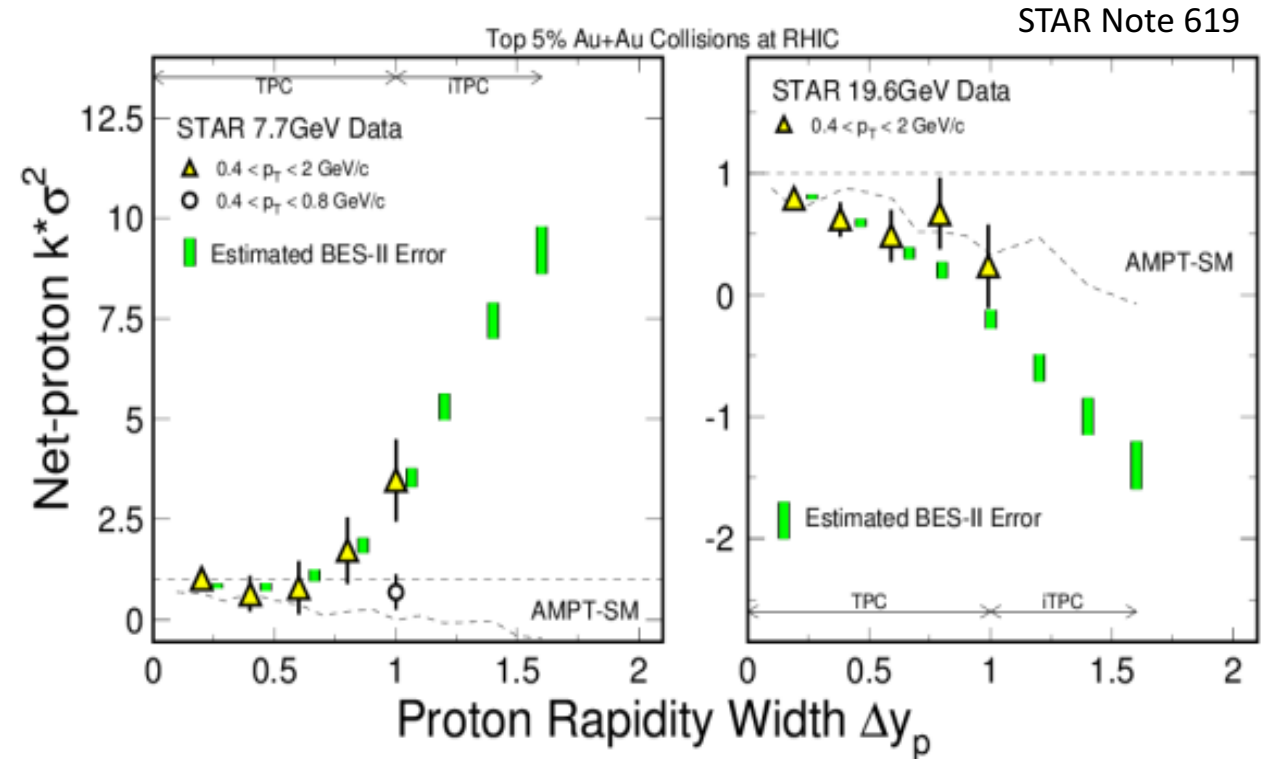 STAR Note 619
Top 5% Au+Au Collisions at RHIC
Net-proton k*σ²
TPC iTPC
STAR 7.7GeV Data
0.4 < pT < 2 GeV/c
0.4 < pT < 0.8 GeV/c
Estimated BES-II Error
AMPT-SM
12.5
10
7.5
5
2.5
0
0 0.5 1 1.5 2
STAR 19.6GeV Data
0.4 < pT < 2 GeV/c
AMPT-SM
Estimated BES-II Error
TPC iTPC
1
0
-1
-2
0 0.5 1 1.5 2
Proton Rapidity Width Δyp